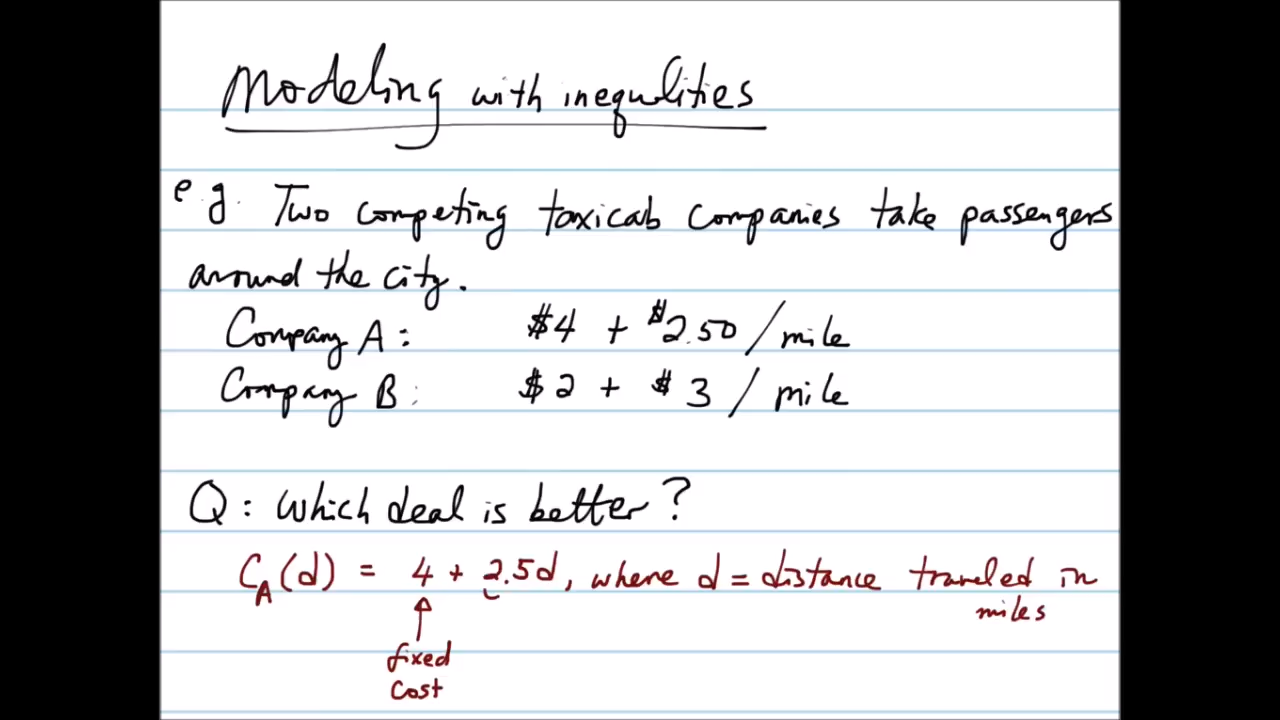 Modeling with inequalities
e.g. Two competing taxicab companies take passengers
around the city.
Company A: $4 + $2.50 / mile
Company B: $2 + $3 / mile
Q: Which deal is better?
C_A(d) = 4 + 2.5d, where d = distance traveled in
miles
↑
fixed
cost